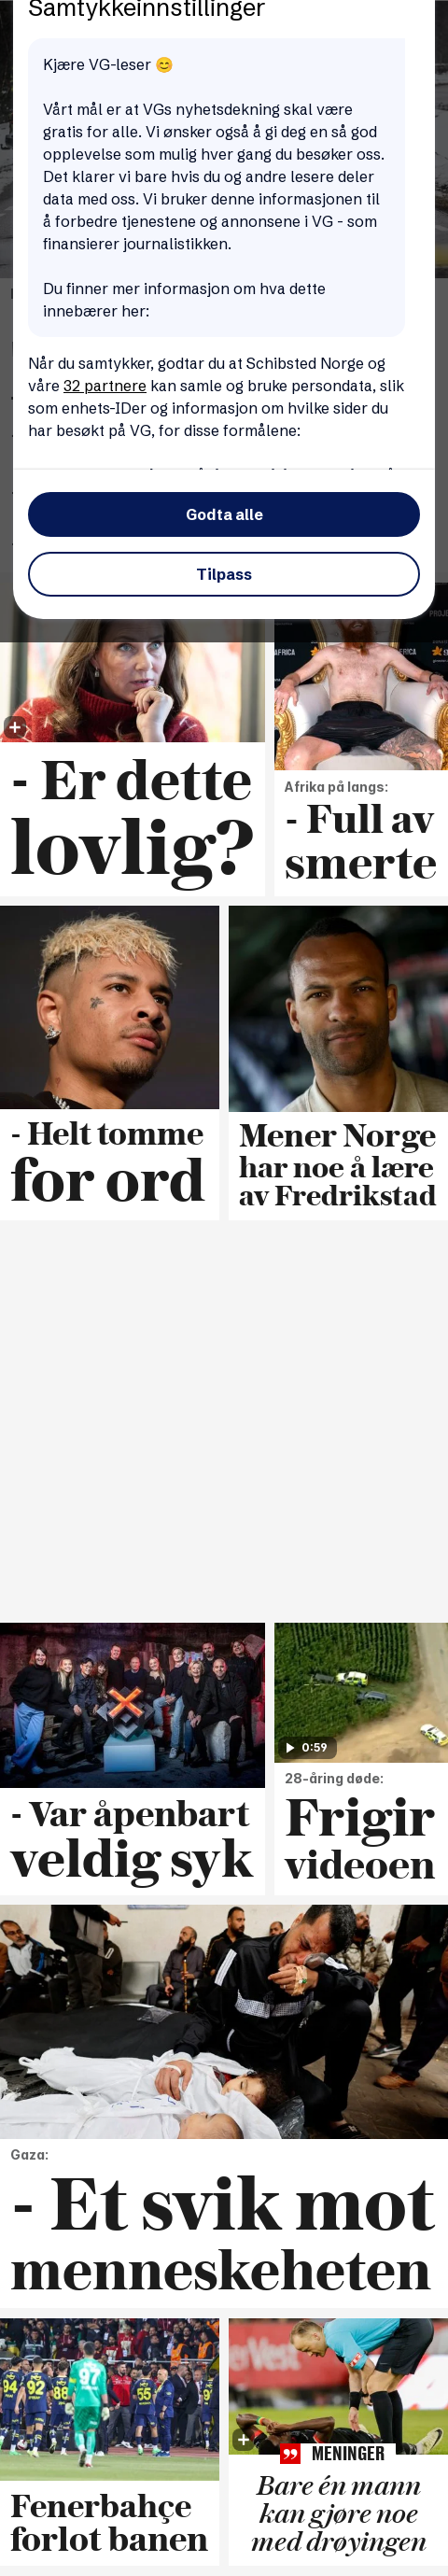 Samtykkeinnstillinger
Kjære VG-leser 😊
Vårt mål er at VGs nyhetsdekning skal være
gratis for alle. Vi ønsker også å gi deg en så god
opplevelse som mulig hver gang du besøker oss.
Det klarer vi bare hvis du og andre lesere deler
data med oss. Vi bruker denne informasjonen til
å forbedre tjenestene og annonsene i VG - som
finansierer journalistikken.
Du finner mer informasjon om hva dette
innebærer her:
Når du samtykker, godtar du at Schibsted Norge og
våre 32 partnere kan samle og bruke persondata, slik
som enhets-IDer og informasjon om hvilke sider du
har besøkt på VG, for disse formålene:
Godta alle
Tilpass
- Er dette
lovlig?
AFRICA
Afrika på langs:
- Full av
smerte
- Helt tomme
for ord
Mener Norge
har noe å lære
av Fredrikstad
- Var åpenbart
veldig syk
0:59
28-åring døde:
Frigir
videoen
Gaza:
- Et svik mot
menneskeheten
94
92
88
97
55
9
Fenerbahçe
forlot banen
MENINGER
Bare én mann
kan gjøre noe
med drøyingen